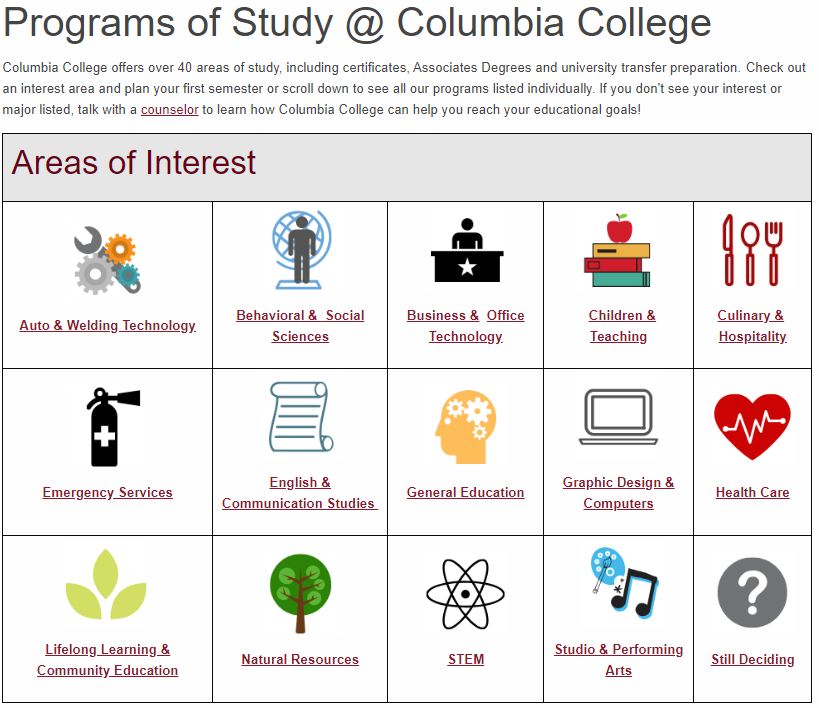 Programs of Study @ Columbia College
Columbia College offers over 40 areas of study, including certificates, Associates Degrees and university transfer preparation. Check out
an interest area and plan your first semester or scroll down to see all our programs listed individually. If you don't see your interest or
major listed, talk with a counselor to learn how Columbia College can help you reach your educational goals!
Areas of Interest
Auto & Welding Technology
Behavioral & Social
Sciences
Business & Office
Technology
Children &
Teaching
Culinary &
Hospitality
Emergency Services
English &
Communication Studies
General Education
Graphic Design &
Computers
Health Care
Lifelong Learning &
Community Education
Natural Resources
STEM
Studio & Performing
Arts
?
Still Deciding